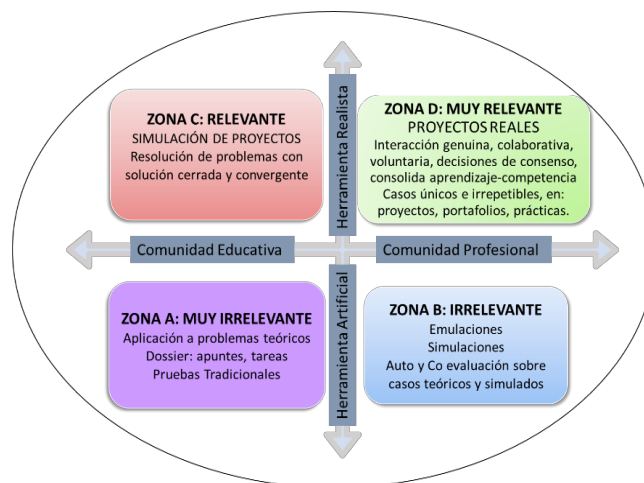 Herramienta Realista
ZONA C: RELEVANTE
SIMULACIÓN DE PROYECTOS
Resolución de problemas con
solución cerrada y convergente
ZONA D: MUY RELEVANTE
PROYECTOS REALES
Interacción genuina, colaborativa,
voluntaria, decisiones de consenso,
consolida aprendizaje-competencia
Casos únicos e irrepetibles, en:
proyectos, portafolios, prácticas.
Comunidad Educativa
Comunidad Profesional
ZONA A: MUY IRRELEVANTE
Aplicación a problemas teóricos
Dossier: apuntes, tareas
Pruebas Tradicionales
Herramienta Artificial
ZONA B: IRRELEVANTE
Emulaciones
Simulaciones
Auto y Co evaluación sobre
casos teóricos y simulados